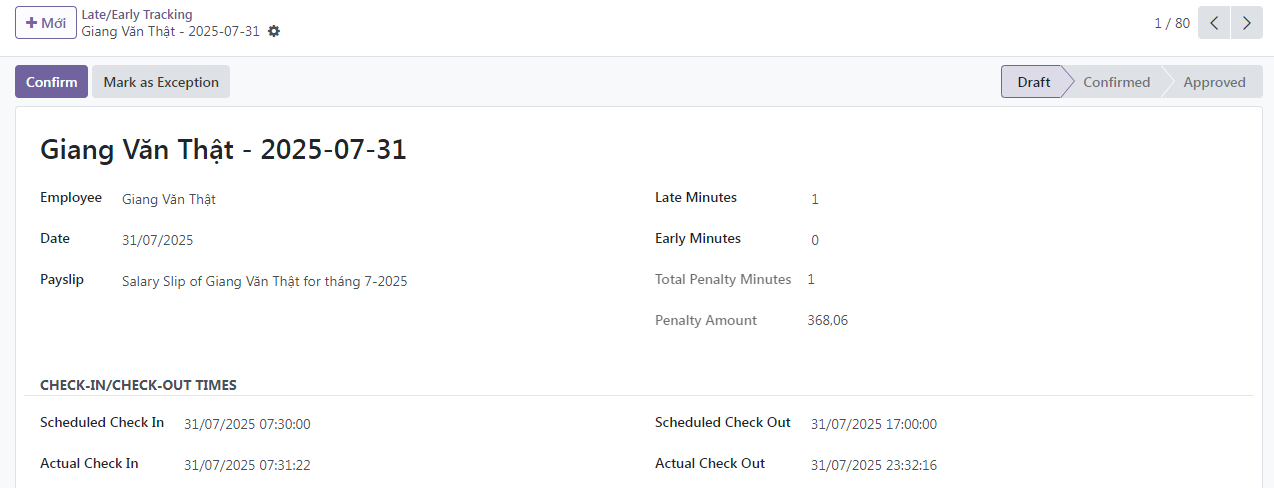 Mới
Late/Early Tracking
Giang Văn Thật - 2025-07-31
1 / 80
Confirm
Mark as Exception
Draft
Confirmed
Approved
Giang Văn Thật - 2025-07-31
Employee Giang Văn Thật
Late Minutes 1
Date 31/07/2025
Early Minutes 0
Payslip Salary Slip of Giang Văn Thật for tháng 7-2025
Total Penalty Minutes 1
Penalty Amount 368,06
CHECK-IN/CHECK-OUT TIMES
Scheduled Check In 31/07/2025 07:30:00
Scheduled Check Out 31/07/2025 17:00:00
Actual Check In 31/07/2025 07:31:22
Actual Check Out 31/07/2025 23:32:16